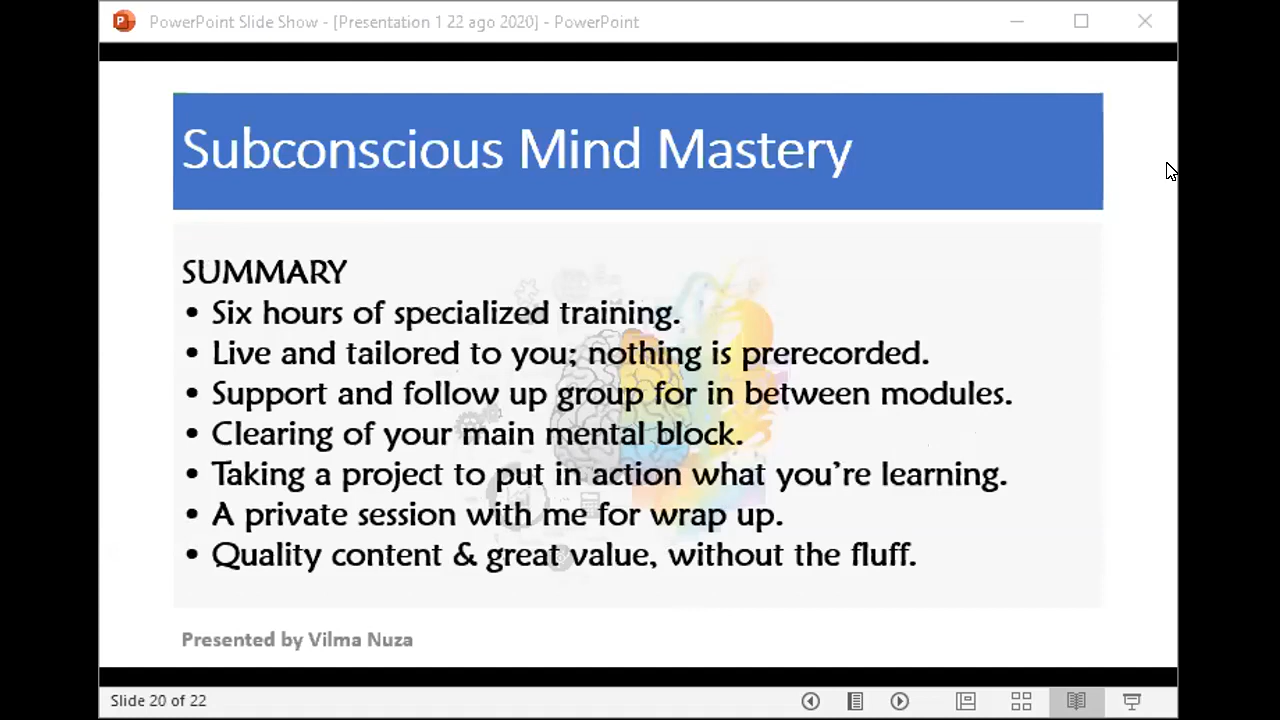 PowerPoint Slide Show - [Presentation 1 22 ago 2020] - PowerPoint
Subconscious Mind Mastery
SUMMARY
• Six hours of specialized training.
• Live and tailored to you; nothing is prerecorded.
• Support and follow up group for in between modules.
• Clearing of your main mental block.
• Taking a project to put in action what you’re learning.
• A private session with me for wrap up.
• Quality content & great value, without the fluff.
Presented by Vilma Nuza
Slide 20 of 22